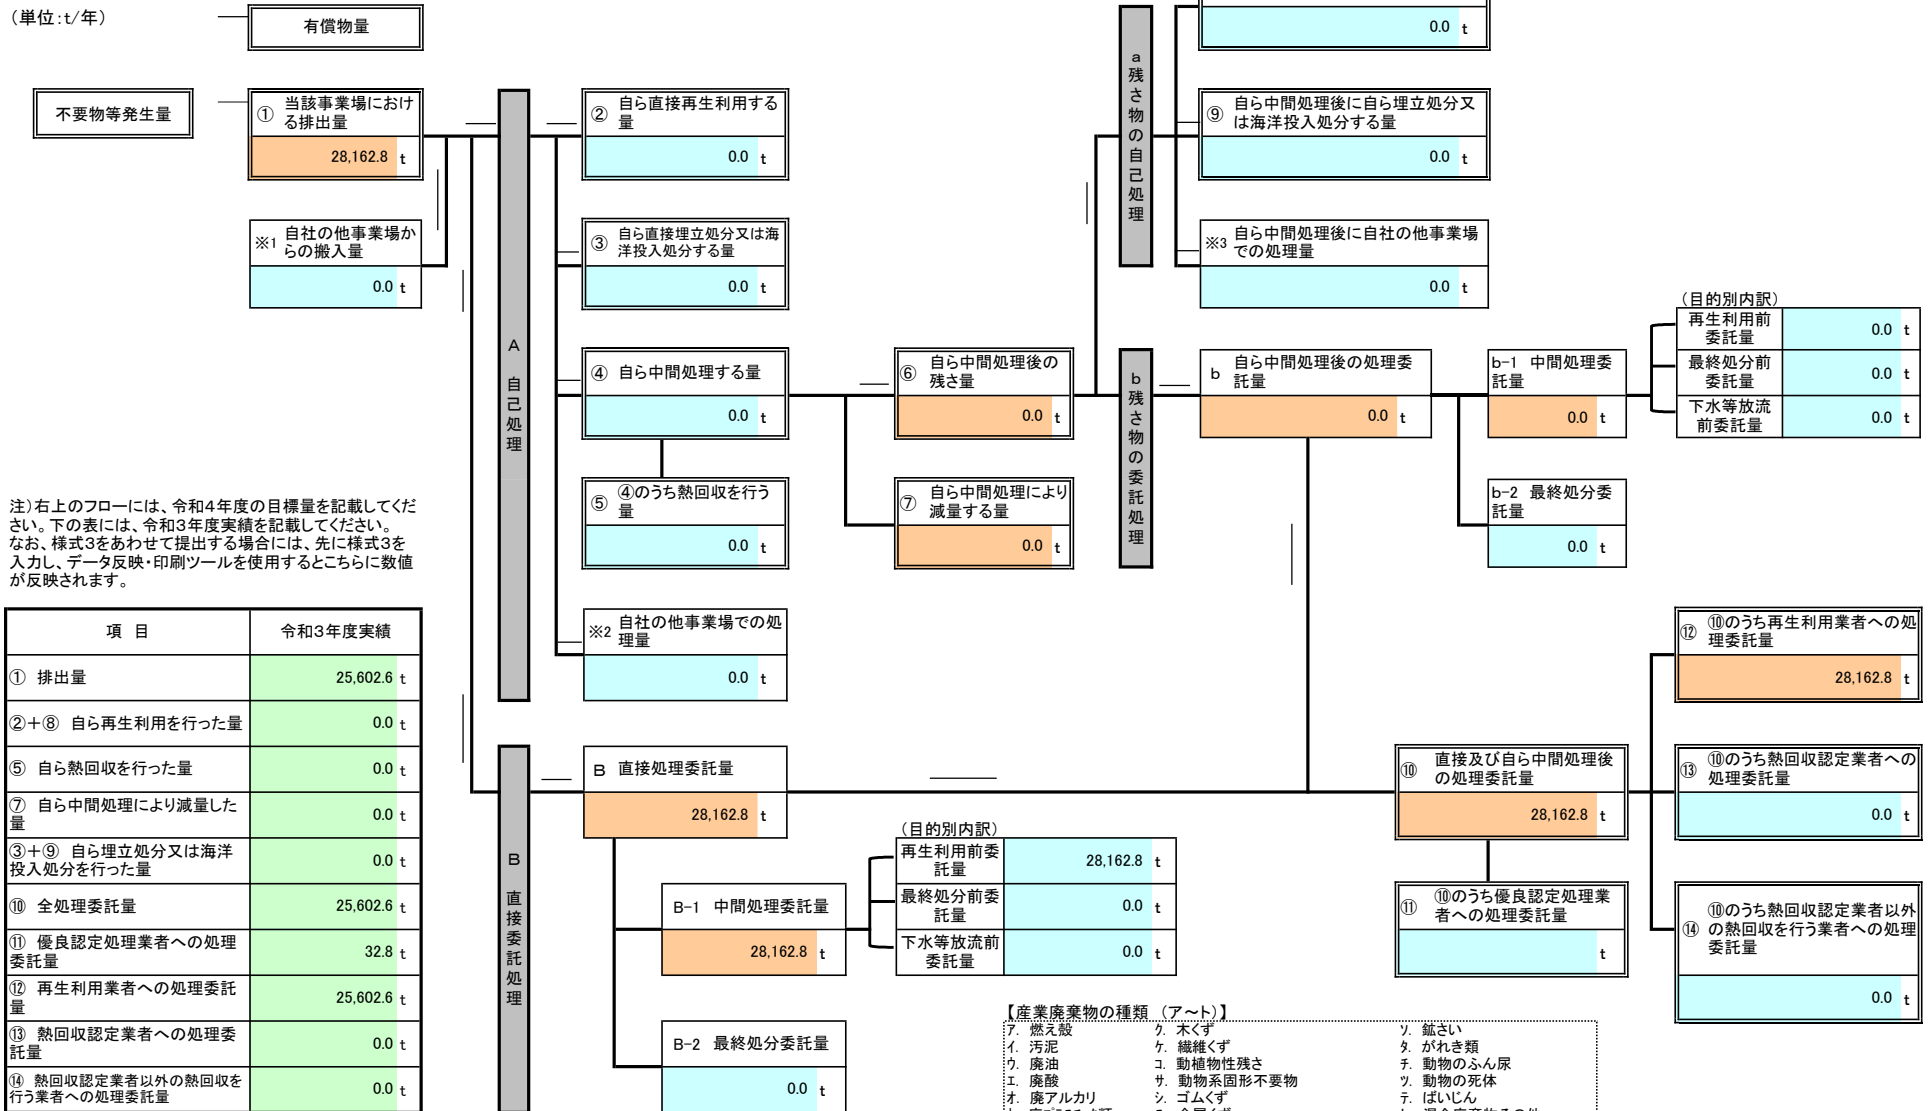 (単位:t/年)
有償物量
不要物等発生量
① 当該事業場におけ
る排出量
28,162.8 t
※1 自社の他事業場か
らの搬入量
0.0 t
A 自己処理
② 自ら直接再生利用する
量
0.0 t
③ 自ら直接埋立処分又は海
洋投入処分する量
0.0 t
④ 自ら中間処理する量
0.0 t
⑤ ④のうち熱回収を行う
量
0.0 t
※2 自社の他事業場での処
理量
0.0 t
⑥ 自ら中間処理後の
残さ量
0.0 t
⑦ 自ら中間処理により
減量する量
0.0 t
a 残さ物の自己処理
0.0 t
⑨ 自ら中間処理後に自ら埋立処分又
は海洋投入処分する量
0.0 t
※3 自ら中間処理後に自社の他事業場
での処理量
0.0 t
b 残さ物の委託処理
b 自ら中間処理後の処理委
託量
0.0 t
b-1 中間処理委
託量
0.0 t
(目的別内訳)
再生利用前
委託量
0.0 t
最終処分前
委託量
0.0 t
下水等放流
前委託量
0.0 t
b-2 最終処分委
託量
0.0 t
注)右上のフローには、令和4年度の目標量を記載してくだ
さい。下の表には、令和3年度実績を記載してください。
なお、様式3をあわせて提出する場合には、先に様式3を
入力し、データ反映・印刷ツールを使用するとこちらに数値
が反映されます。
項 目 令和3年度実績
① 排出量 25,602.6 t
②+⑧ 自ら再生利用を行った量 0.0 t
⑤ 自ら熱回収を行った量 0.0 t
⑦ 自ら中間処理により減量した
量 0.0 t
③+⑨ 自ら埋立処分又は海洋
投入処分を行った量 0.0 t
⑩ 全処理委託量 25,602.6 t
⑪ 優良認定処理業者への処理
委託量 32.8 t
⑫ 再生利用業者への処理委託
量 25,602.6 t
⑬ 熱回収認定業者への処理委
託量 0.0 t
⑭ 熱回収認定業者以外の熱回収を
行う業者への処理委託量 0.0 t
B 直接委託処理
B 直接処理委託量
28,162.8 t
B-1 中間処理委託量
28,162.8 t
(目的別内訳)
再生利用前委
託量
28,162.8 t
最終処分前委
託量
0.0 t
下水等放流前
委託量
0.0 t
B-2 最終処分委託量
0.0 t
⑩ 直接及び自ら中間処理後
の処理委託量
28,162.8 t
⑪ ⑩のうち優良認定処理業
者への処理委託量
t
⑫ ⑩のうち再生利用業者への処
理委託量
28,162.8 t
⑬ ⑩のうち熱回収認定業者への
処理委託量
0.0 t
⑭ ⑩のうち熱回収認定業者以外
の熱回収を行う業者への処理
委託量
0.0 t
【産業廃棄物の種類 (ア~ト)】
ア. 燃え殻 ク. 木くず ソ. 鉱さい
イ. 汚泥 ケ. 繊維くず タ. がれき類
ウ. 廃油 コ. 動植物性残さ チ. 動物のふん尿
エ. 廃酸 サ. 動物系固形不要物 ツ. 動物の死体
オ. 廃アルカリ シ. ゴムくず テ. ばいじん